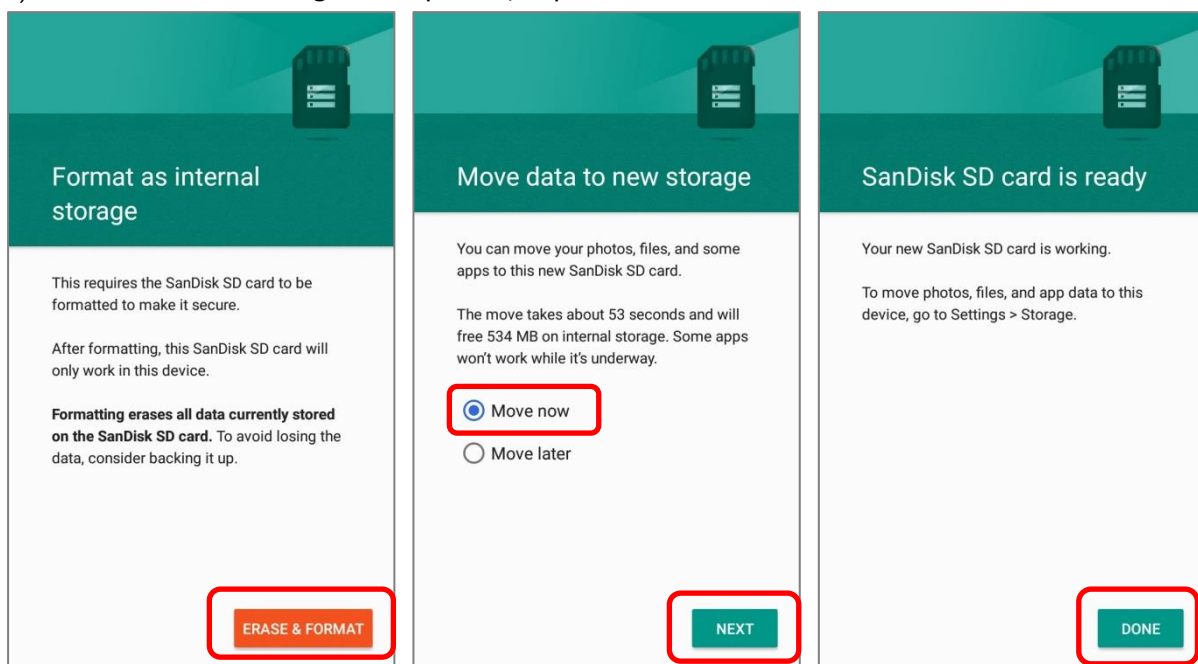 Format as internal
storage
This requires the SanDisk SD card to be
formatted to make it secure.
After formatting, this SanDisk SD card will
only work in this device.
Formatting erases all data currently stored
on the SanDisk SD card. To avoid losing the
data, consider backing it up.
ERASE & FORMAT
Move data to new storage
You can move your photos, files, and some
apps to this new SanDisk SD card.
The move takes about 53 seconds and will
free 534 MB on internal storage. Some apps
won't work while it's underway.
Move now
Move later
NEXT
SanDisk SD card is ready
Your new SanDisk SD card is working.
To move photos, files, and app data to this
device, go to Settings > Storage.
DONE